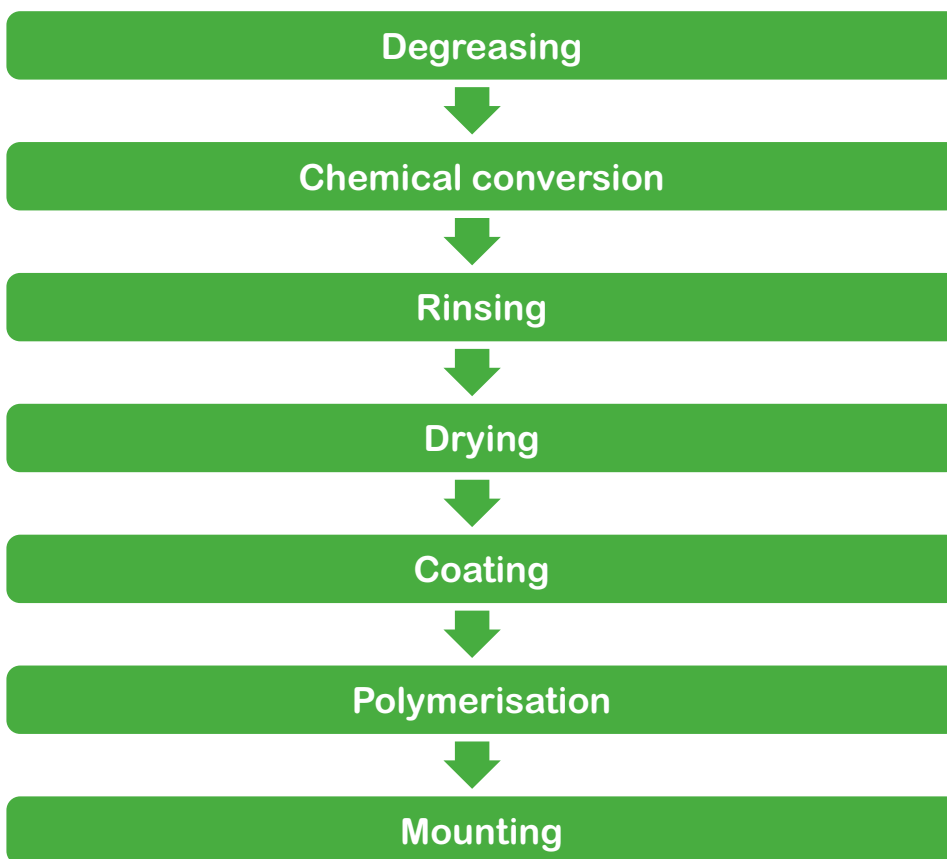 Degreasing
Chemical conversion
Rinsing
Drying
Coating
Polymerisation
Mounting